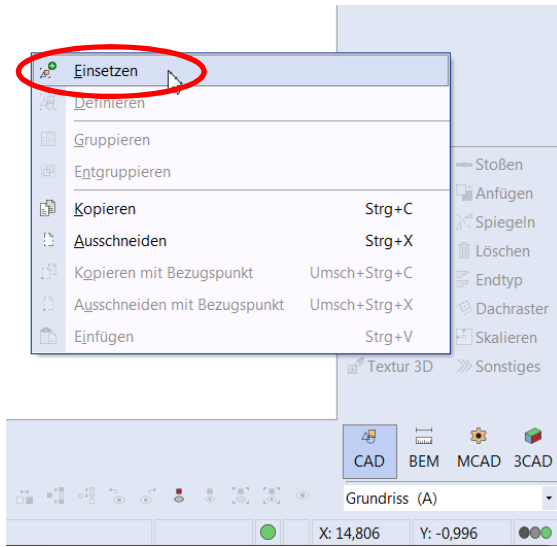 Einsetzen
Definieren
Gruppieren
Entgruppieren
Kopieren Strg+C
Ausschneiden Strg+X
Kopieren mit Bezugspunkt Umsch+Strg+C
Ausschneiden mit Bezugspunkt Umsch+Strg+X
Einfügen Strg+V
Stoßen
Anfügen
Spiegeln
Löschen
Endtyp
Dachraster
Skalieren
Textur 3D Sonstiges
CAD BEM MCAD 3CAD
Grundriss (A)
X: 14,806 Y: -0,996